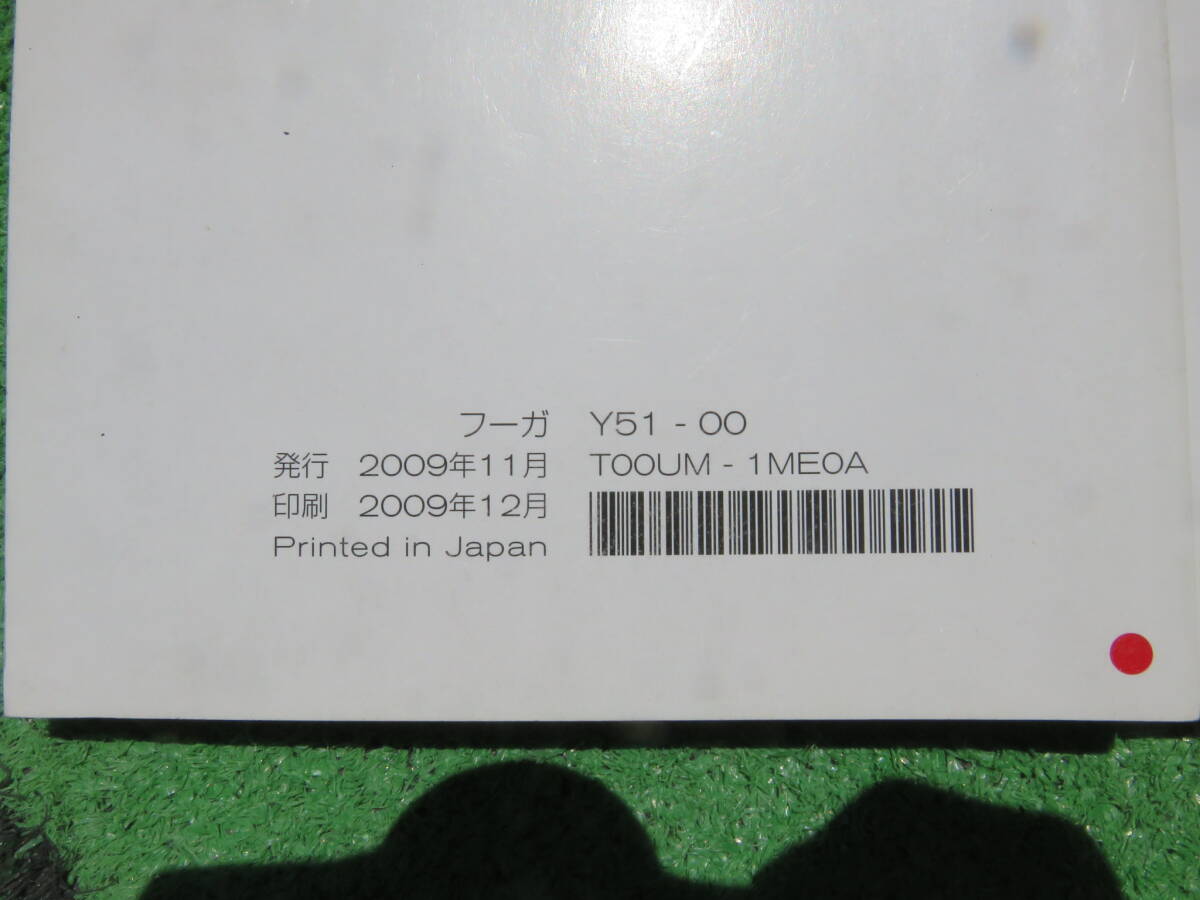 フーガ Y51 - 00
発行 2009年11月 T00UM - 1ME0A
印刷 2009年12月
Printed in Japan